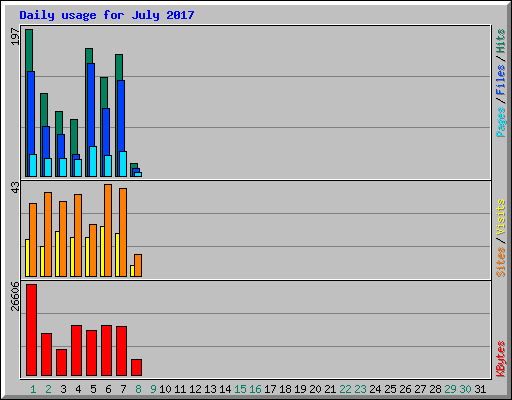 Daily usage for July 2017
197
Pages/Files/Hits
43
Sites/Visits
26606
KBytes
1 2 3 4 5 6 7 8 9 10 11 12 13 14 15 16 17 18 19 20 21 22 23 24 25 26 27 28 29 30 31